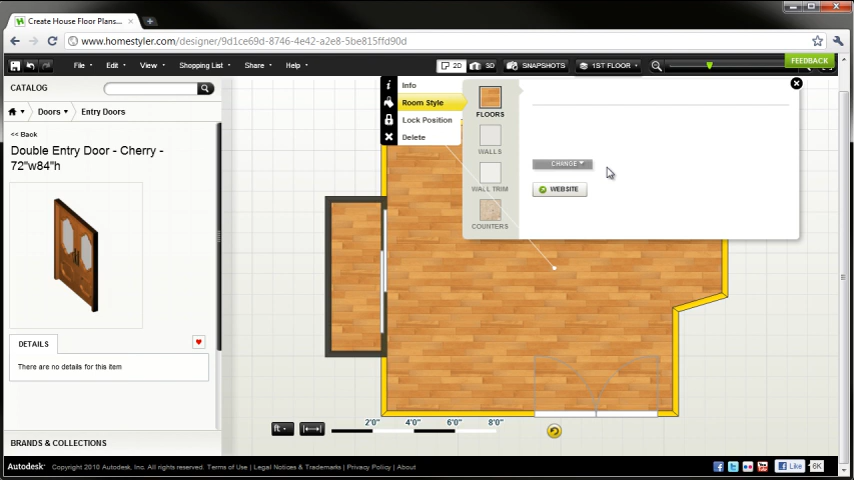 Create House Floor Plans...
www.homestyler.com/designer/9d1ce69d-8746-4e42-a2e8-5be815ffd90d
File Edit View Shopping List Share Help
2D 3D SNAPSHOTS 1ST FLOOR FEEDBACK
CATALOG
Doors Entry Doors
<< Back
Double Entry Door - Cherry -
72"w84"h
DETAILS
There are no details for this item
BRANDS & COLLECTIONS
Info
Room Style
Lock Position
Delete
FLOORS
WALLS
WALL TRIM
COUNTERS
CHANGE
WEBSITE
ft
2'0" 4'0" 6'0" 8'0"
Autodesk Copyright 2010 Autodesk, Inc. All rights reserved. Terms of Use | Legal Notices & Trademarks | Privacy Policy | About
Like 6K